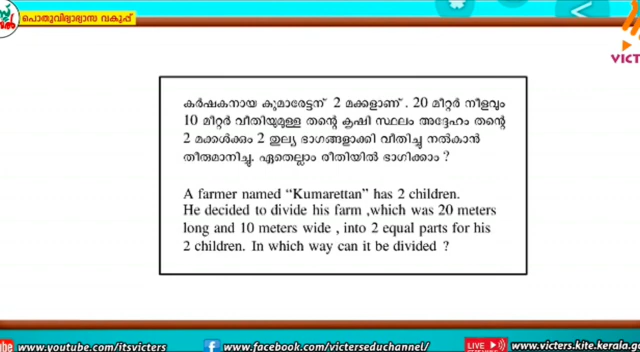 പൊതുവിദ്യാഭ്യാസ വകുപ്പ്
VICT
കർഷകനായ കുമാരേട്ടന് 2 മക്കളാണ് . 20 മീറ്റർ നീളവും
10 മീറ്റർ വീതിയുമുള്ള തന്റെ കൃഷി സ്ഥലം അദ്ദേഹം തന്റെ
2 മക്കൾക്കും 2 തുല്യ ഭാഗങ്ങളാക്കി വീതിച്ചു നൽകാൻ
തീരുമാനിച്ചു. ഏതെല്ലാം രീതിയിൽ ഭാഗിക്കാം ?
A farmer named “Kumarettan” has 2 children.
He decided to divide his farm ,which was 20 meters
long and 10 meters wide , into 2 equal parts for his
2 children. In which way can it be divided ?
www.youtube.com/itsvicters
www.facebook.com/victerseduchannel/
LIVE
www.victers.kite.kerala.g